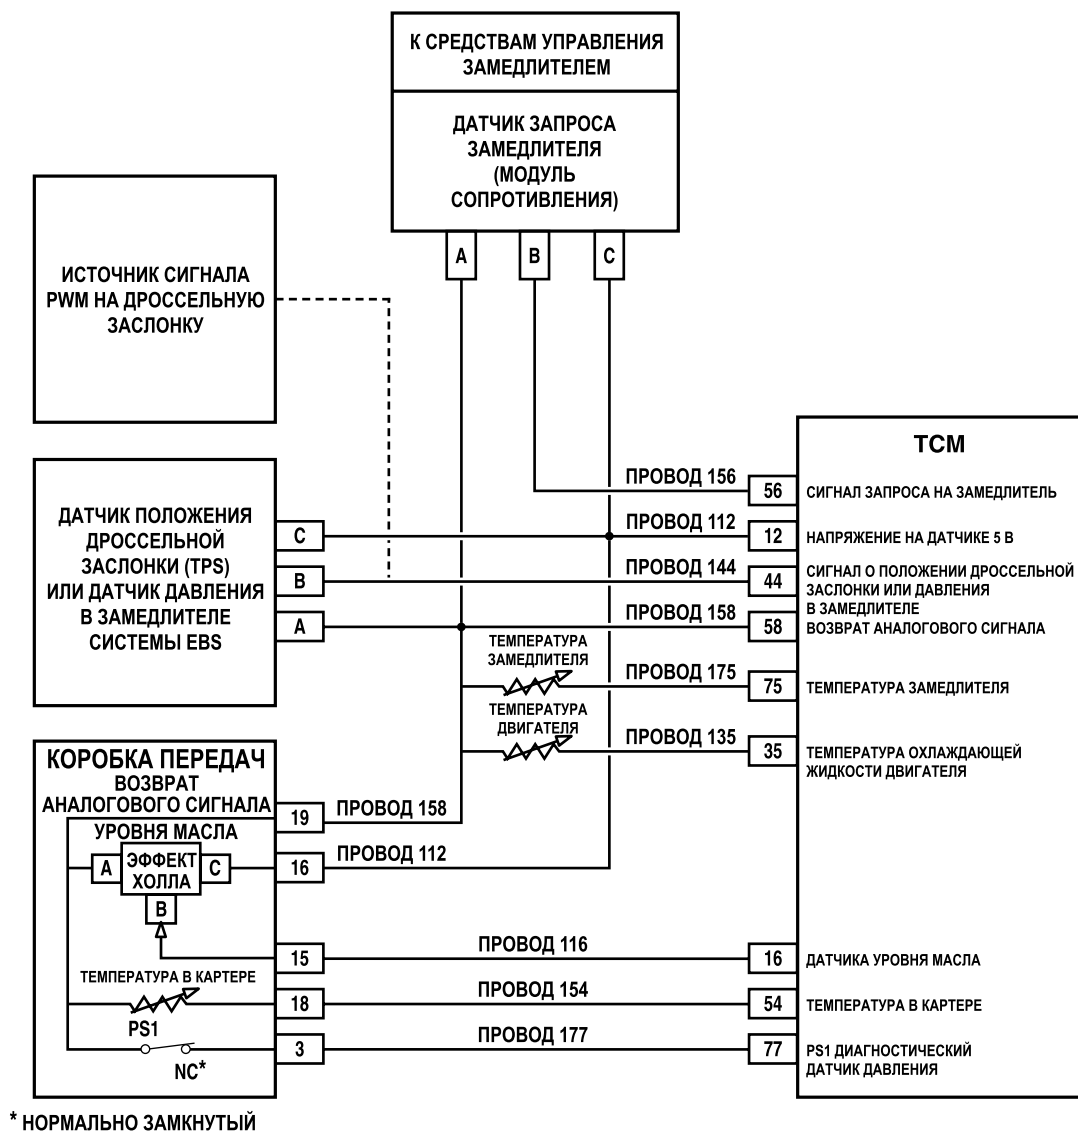 К СРЕДСТВАМ УПРАВЛЕНИЯ
ЗАМЕДЛИТЕЛЕМ
ДАТЧИК ЗАПРОСА
ЗАМЕДЛИТЕЛЯ
(МОДУЛЬ
СОПРОТИВЛЕНИЯ)
A
B
C
ИСТОЧНИК СИГНАЛА
PWM НА ДРОССЕЛЬНУЮ
ЗАСЛОНКУ
ДАТЧИК ПОЛОЖЕНИЯ
ДРОССЕЛЬНОЙ
ЗАСЛОНКИ (TPS)
ИЛИ ДАТЧИК ДАВЛЕНИЯ
В ЗАМЕДЛИТЕЛЕ
СИСТЕМЫ EBS
C
B
A
TCM
ПРОВОД 156
56
СИГНАЛ ЗАПРОСА НА ЗАМЕДЛИТЕЛЬ
ПРОВОД 112
12
НАПРЯЖЕНИЕ НА ДАТЧИКЕ 5 В
ПРОВОД 144
44
СИГНАЛ О ПОЛОЖЕНИИ ДРОССЕЛЬНОЙ
ЗАСЛОНКИ ИЛИ ДАВЛЕНИЯ
В ЗАМЕДЛИТЕЛЕ
ПРОВОД 158
58
ВОЗВРАТ АНАЛОГОВОГО СИГНАЛА
ТЕМПЕРАТУРА
ЗАМЕДЛИТЕЛЯ
ПРОВОД 175
75
ТЕМПЕРАТУРА ЗАМЕДЛИТЕЛЯ
ТЕМПЕРАТУРА
ДВИГАТЕЛЯ
ПРОВОД 135
35
ТЕМПЕРАТУРА ОХЛАЖДАЮЩЕЙ
ЖИДКОСТИ ДВИГАТЕЛЯ
КОРОБКА ПЕРЕДАЧ
ВОЗВРАТ
АНАЛОГОВОГО СИГНАЛА
19
ПРОВОД 158
УРОВНЯ МАСЛА
A
ЭФФЕКТ
ХОЛЛА
C
16
ПРОВОД 112
B
15
ПРОВОД 116
16
ДАТЧИКА УРОВНЯ МАСЛА
ТЕМПЕРАТУРА В КАРТЕРЕ
18
ПРОВОД 154
54
ТЕМПЕРАТУРА В КАРТЕРЕ
PS1
3
ПРОВОД 177
77
PS1 ДИАГНОСТИЧЕСКИЙ
ДАТЧИК ДАВЛЕНИЯ
NC*
* НОРМАЛЬНО ЗАМКНУТЫЙ